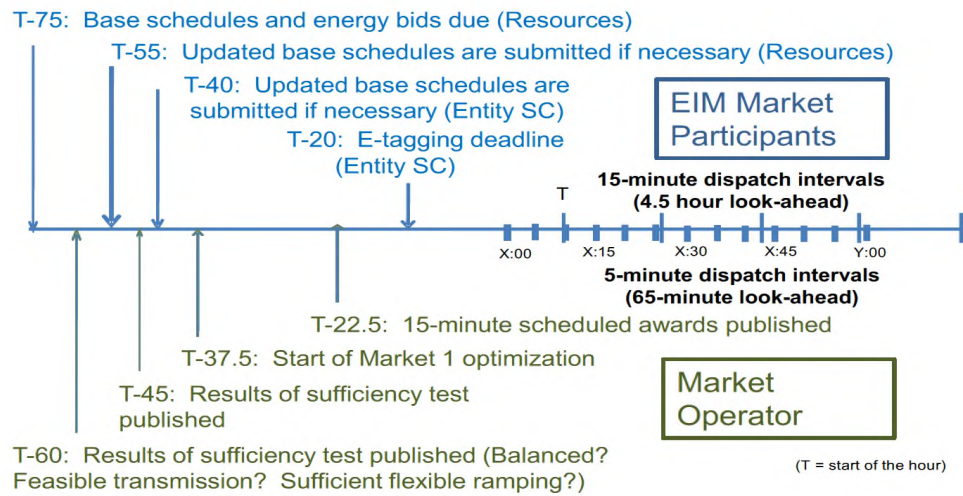 T-75: Base schedules and energy bids due (Resources)
T-55: Updated base schedules are submitted if necessary (Resources)
T-40: Updated base schedules are
submitted if necessary (Entity SC)
T-20: E-tagging deadline
(Entity SC)
EIM Market
Participants
T
15-minute dispatch intervals
(4.5 hour look-ahead)
X:00
X:15
X:30
X:45
Y:00
5-minute dispatch intervals
(65-minute look-ahead)
T-22.5: 15-minute scheduled awards published
T-37.5: Start of Market 1 optimization
T-45: Results of sufficiency test
published
Market
Operator
T-60: Results of sufficiency test published (Balanced?
Feasible transmission? Sufficient flexible ramping?)
(T = start of the hour)